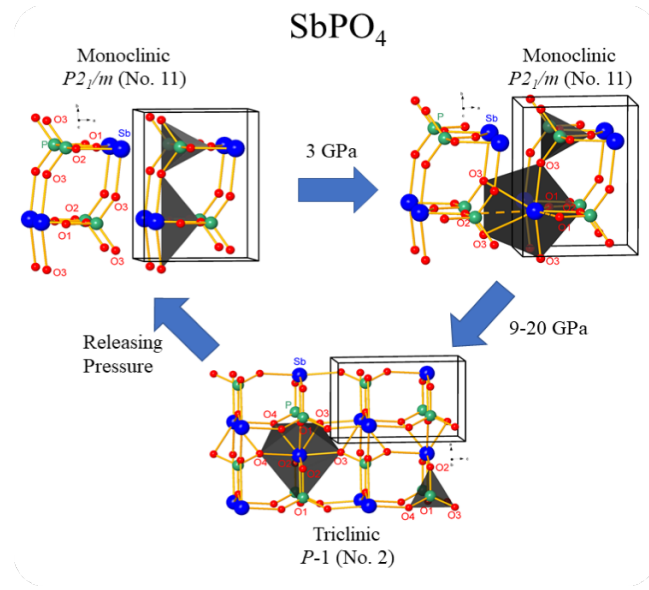 SbPO₄
Monoclinic
P2₁/m (No. 11)
O3
P
O1
Sb
O2
O3
O3
O2
O1
O3
3 GPa
Monoclinic
P2₁/m (No. 11)
P
Sb
O3
O1
O2
O3
O1
O3
9-20 GPa
Releasing
Pressure
Sb
P
O4
O3
O4
O2
O3
O2
O1
O2
O4
O1
O3
Triclinic
P-1 (No. 2)